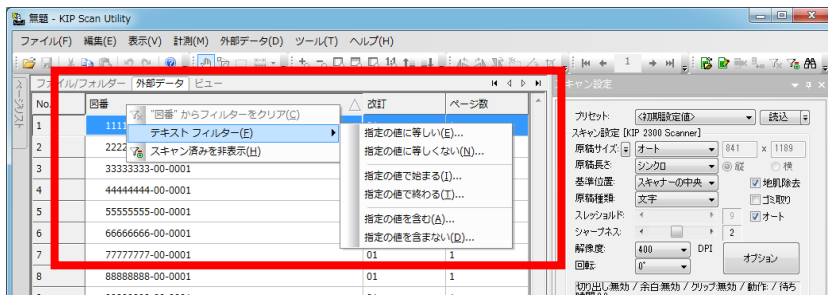 無題 - KIP Scan Utility
ファイル(F) 編集(E) 表示(V) 計測(M) 外部データ(D) ツール(T) ヘルプ(H)
1
ページリスト
ファイル/フォルダー 外部データ ビュー
No. 図番 改訂 ページ数
1 1111
"図番" からフィルターをクリア(C)
テキスト フィルター(F)
スキャン済みを非表示(H)
指定の値に等しい(E)...
指定の値に等しくない(N)...
指定の値で始まる(I)...
指定の値で終わる(T)...
指定の値を含む(A)...
指定の値を含まない(D)...
2 2222
3 33333333-00-0001
4 44444444-00-0001
5 55555555-00-0001
6 66666666-00-0001
7 77777777-00-0001 01 1
8 88888888-00-0001 01 1
スキャン設定
プリセット: <初期設定値> 読込
スキャン設定 [KIP 2300 Scanner]
原稿サイズ: オート 841 x 1189
原稿長さ: シンクロ 縦 横
基準位置: スキャナーの中央 地肌除去
原稿種類: 文字 ゴミ取り
スレッショルド: 9 オート
シャープネス: 2
解像度: 400 DPI オプション
回転: 0°
切り出し無効 / 余白無効 / クリップ無効 / 動作: / 待ち